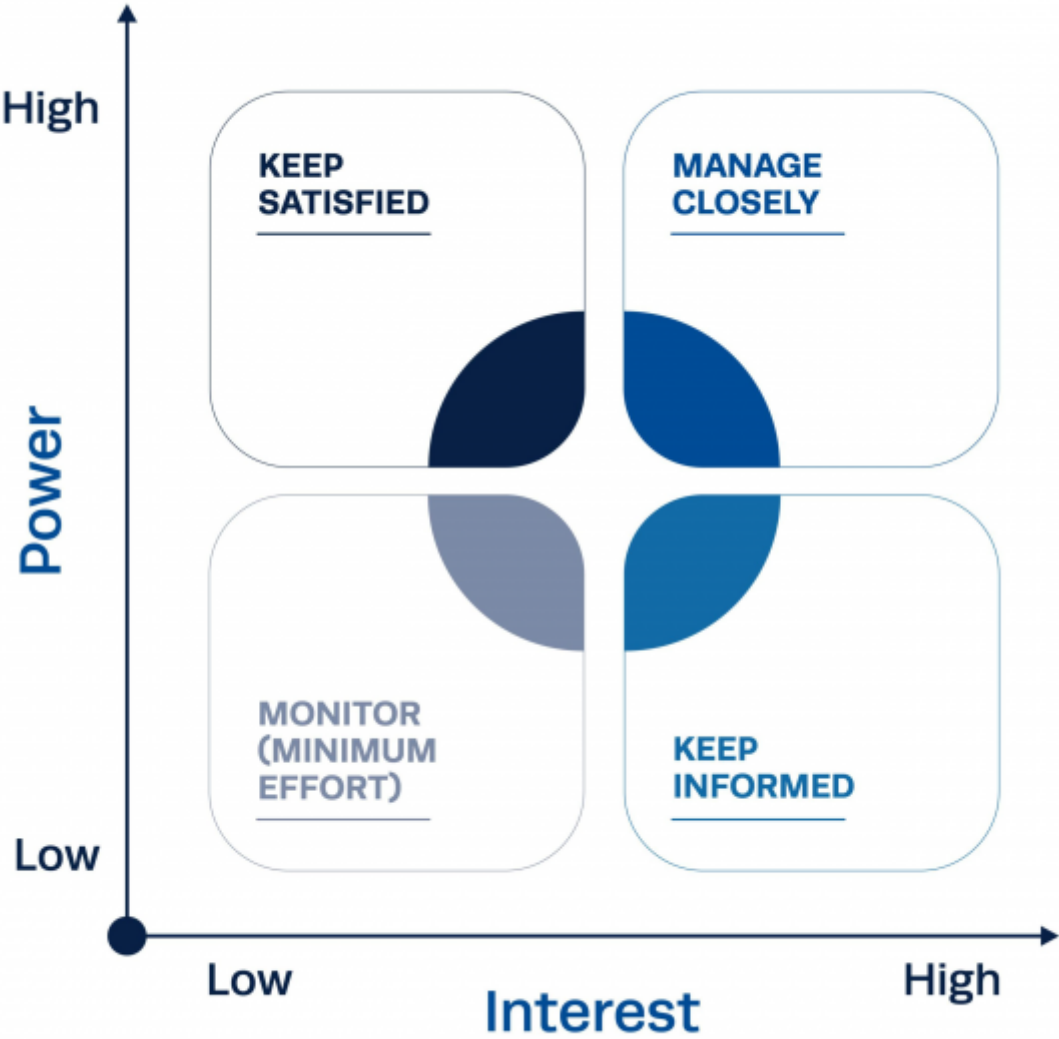 High
KEEP
SATISFIED
MANAGE
CLOSELY
Power
MONITOR
(MINIMUM
EFFORT)
KEEP
INFORMED
Low
Low
High
Interest